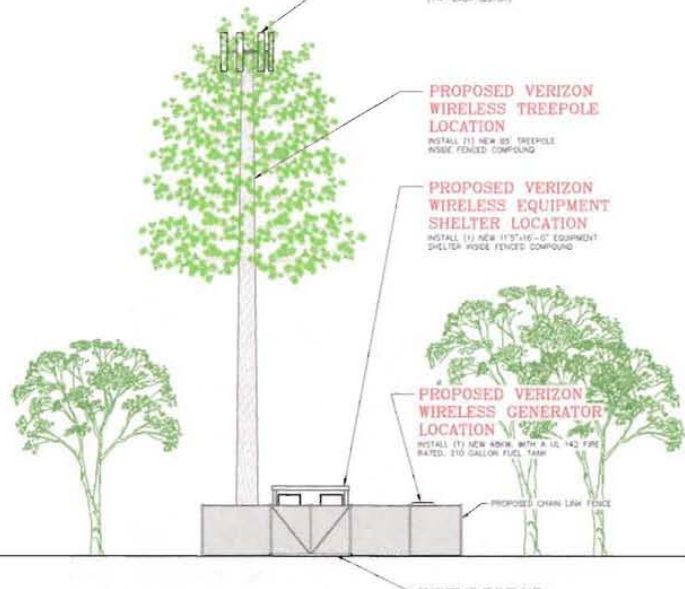 PROPOSED VERIZON
WIRELESS TREEPOLE
LOCATION
INSTALL (1) NEW 85' TREEPOLE
INSIDE FENCED COMPOUND
PROPOSED VERIZON
WIRELESS EQUIPMENT
SHELTER LOCATION
INSTALL (1) NEW 11'5"x16'-0" EQUIPMENT
SHELTER INSIDE FENCED COMPOUND
PROPOSED VERIZON
WIRELESS GENERATOR
LOCATION
INSTALL (1) NEW 48KW, WITH A UL 142 FIRE
RATED, 210 GALLON FUEL TANK
PROPOSED CHAIN LINK FENCE